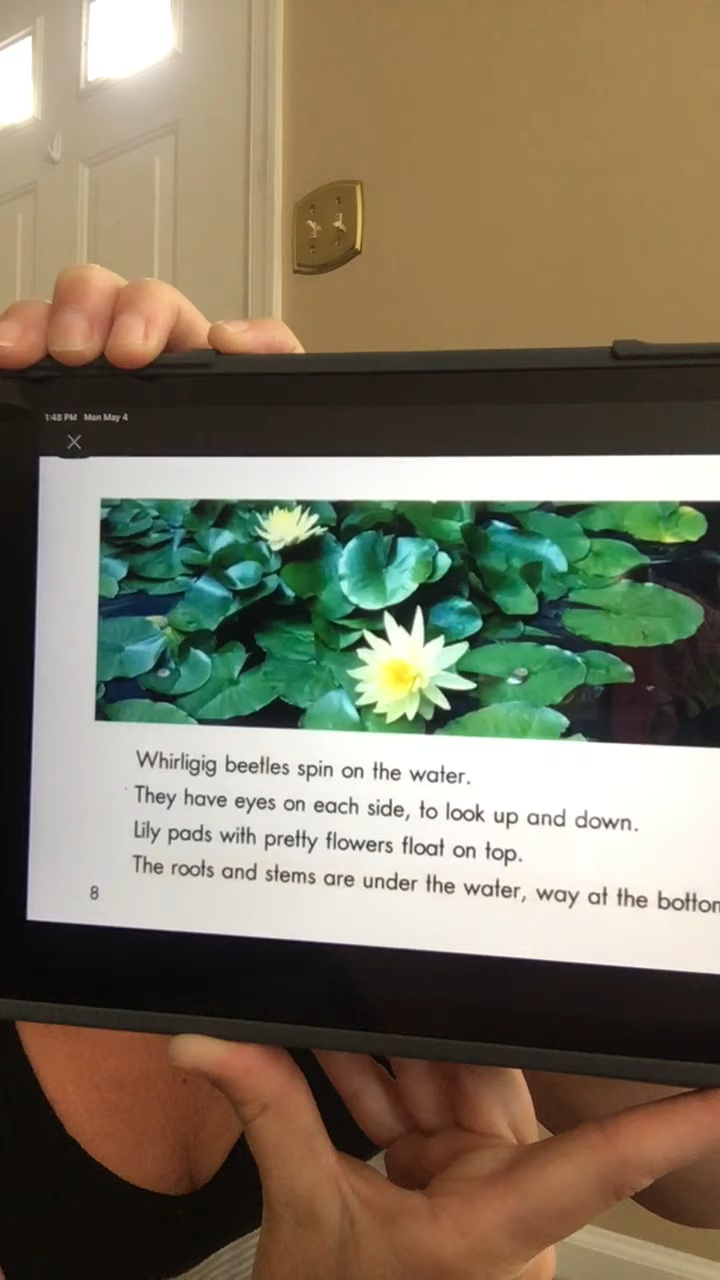 1:48 PM Mon May 4
Whirligig beetles spin on the water.
They have eyes on each side, to look up and down.
Lily pads with pretty flowers float on top.
The roots and stems are under the water, way at the
8